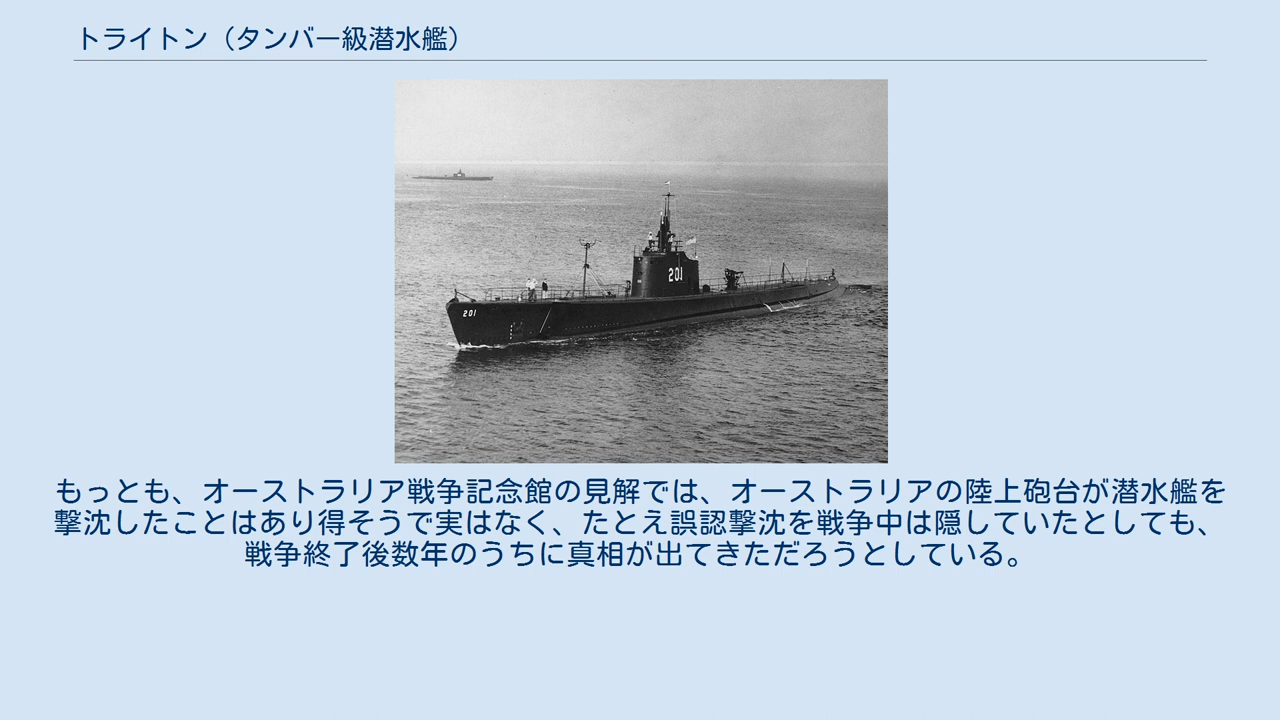 トライトン（タンバー級潜水艦）
201
201
もっとも、オーストラリア戦争記念館の見解では、オーストラリアの陸上砲台が潜水艦を
撃沈したことはあり得そうで実はなく、たとえ誤認撃沈を戦争中は隠していたとしても、
戦争終了後数年のうちに真相が出てきただろうとしている。